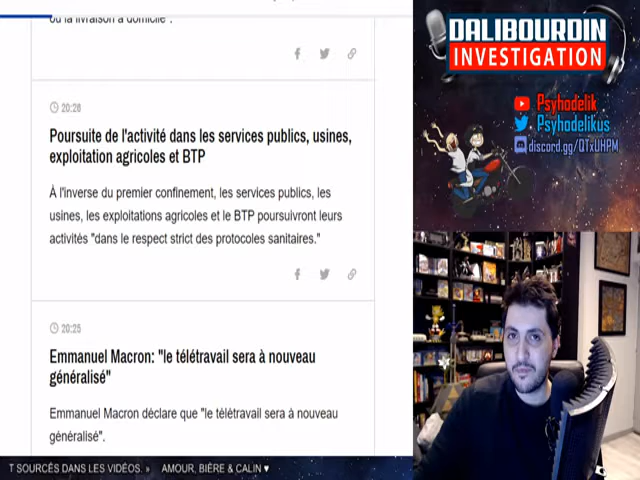 ou la livraison à domicile".
20:26
Poursuite de l'activité dans les services publics, usines,
exploitation agricoles et BTP
À l'inverse du premier confinement, les services publics, les
usines, les exploitations agricoles et le BTP poursuivront leurs
activités "dans le respect strict des protocoles sanitaires."
20:25
Emmanuel Macron: "le télétravail sera à nouveau
généralisé"
Emmanuel Macron déclare que "le télétravail sera à nouveau
généralisé".
T SOURCÉS DANS LES VIDÉOS. » AMOUR, BIÈRE & CALIN ♥
DALIBOURDIN
INVESTIGATION
Psyhodelik
Psyhodelikus
discord.gg/QTxUHPM